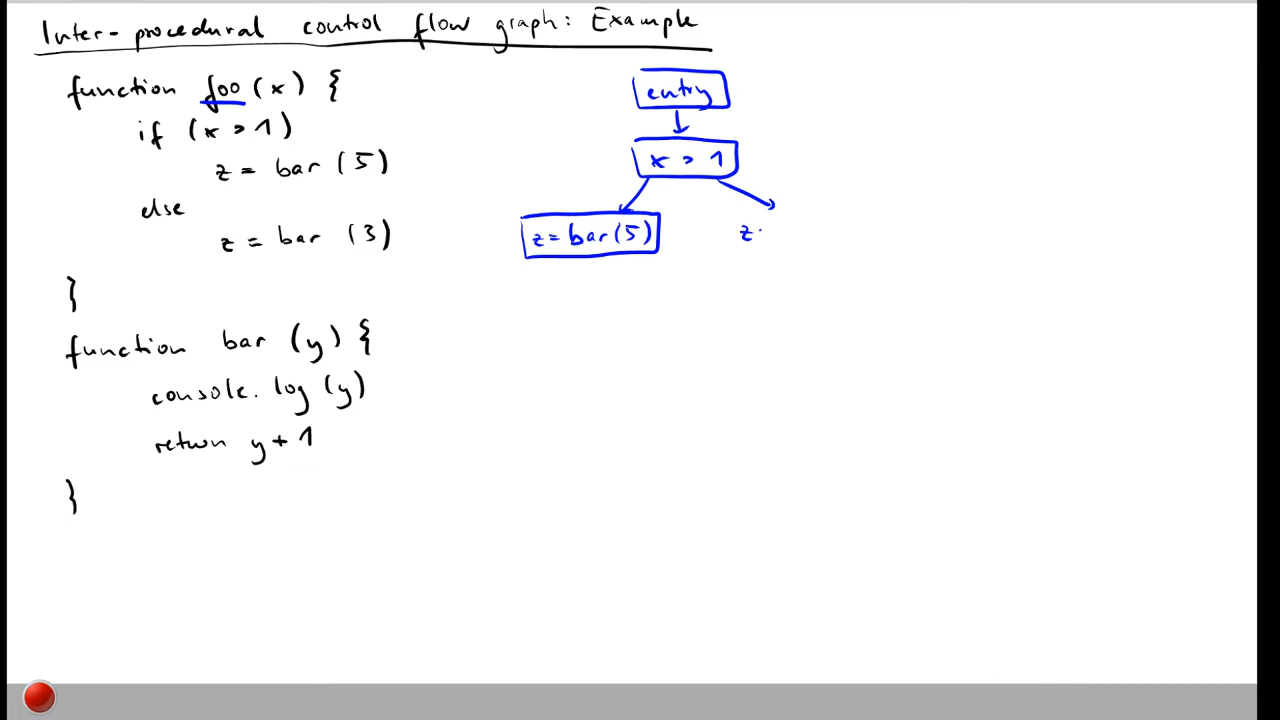 Inter-procedural control flow graph: Example
function foo (x) {
if (x > 1)
z = bar (5)
else
z = bar (3)
}
function bar (y) {
console.log (y)
return y + 1
}
entry
x > 1
z = bar (5)
z